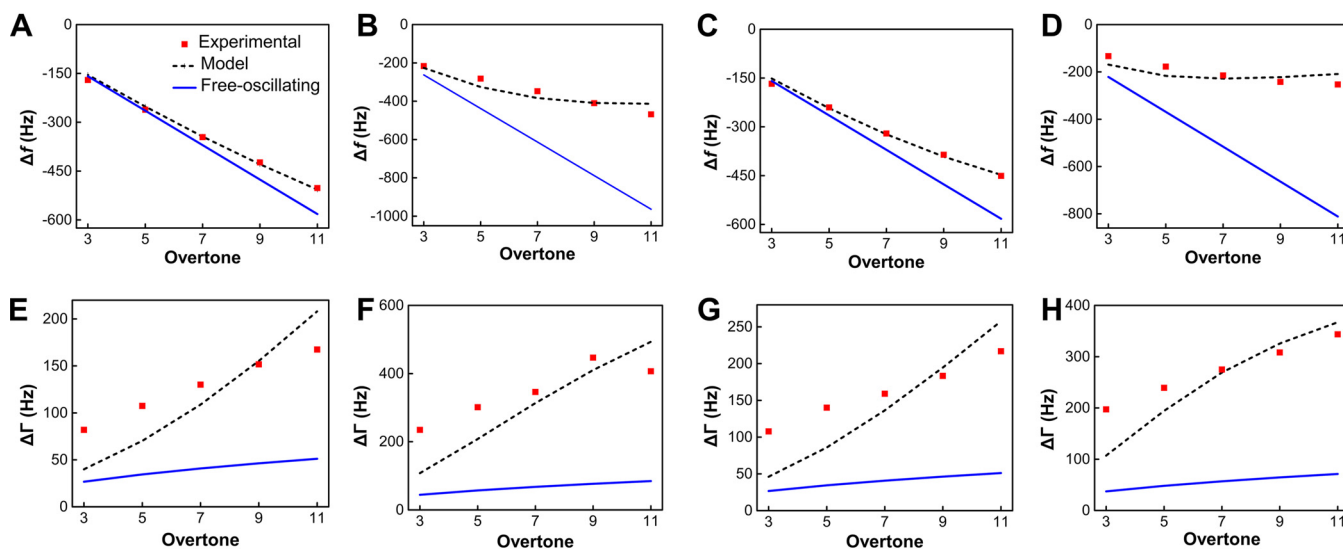 A
0
-150
-300
-450
-600
Δf (Hz)
Experimental
Model
Free-oscillating
3 5 7 9 11
Overtone
B
0
-200
-400
-600
-800
-1000
Δf (Hz)
3 5 7 9 11
Overtone
C
0
-150
-300
-450
-600
Δf (Hz)
3 5 7 9 11
Overtone
D
0
-200
-400
-600
-800
Δf (Hz)
3 5 7 9 11
Overtone
E
200
150
100
50
0
ΔΓ (Hz)
3 5 7 9 11
Overtone
F
600
400
200
0
ΔΓ (Hz)
3 5 7 9 11
Overtone
G
250
200
150
100
50
0
ΔΓ (Hz)
3 5 7 9 11
Overtone
H
400
300
200
100
0
ΔΓ (Hz)
3 5 7 9 11
Overtone